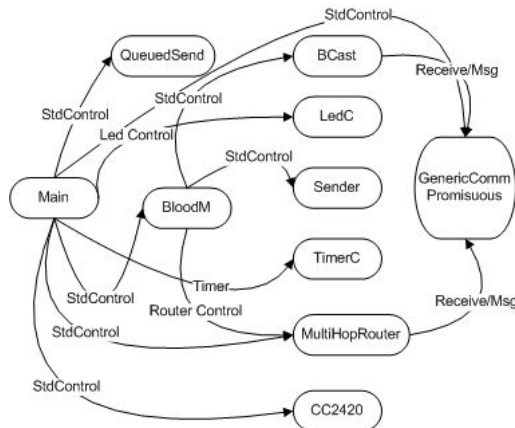 StdControl
QueuedSend
BCast
Receive/Msg
StdControl
StdControl
Led Control
LedC
StdControl
GenericComm
Promisuous
Main
BloodM
Sender
TimerC
Timer
StdControl
Router Control
Receive/Msg
StdControl
MultiHopRouter
StdControl
CC2420